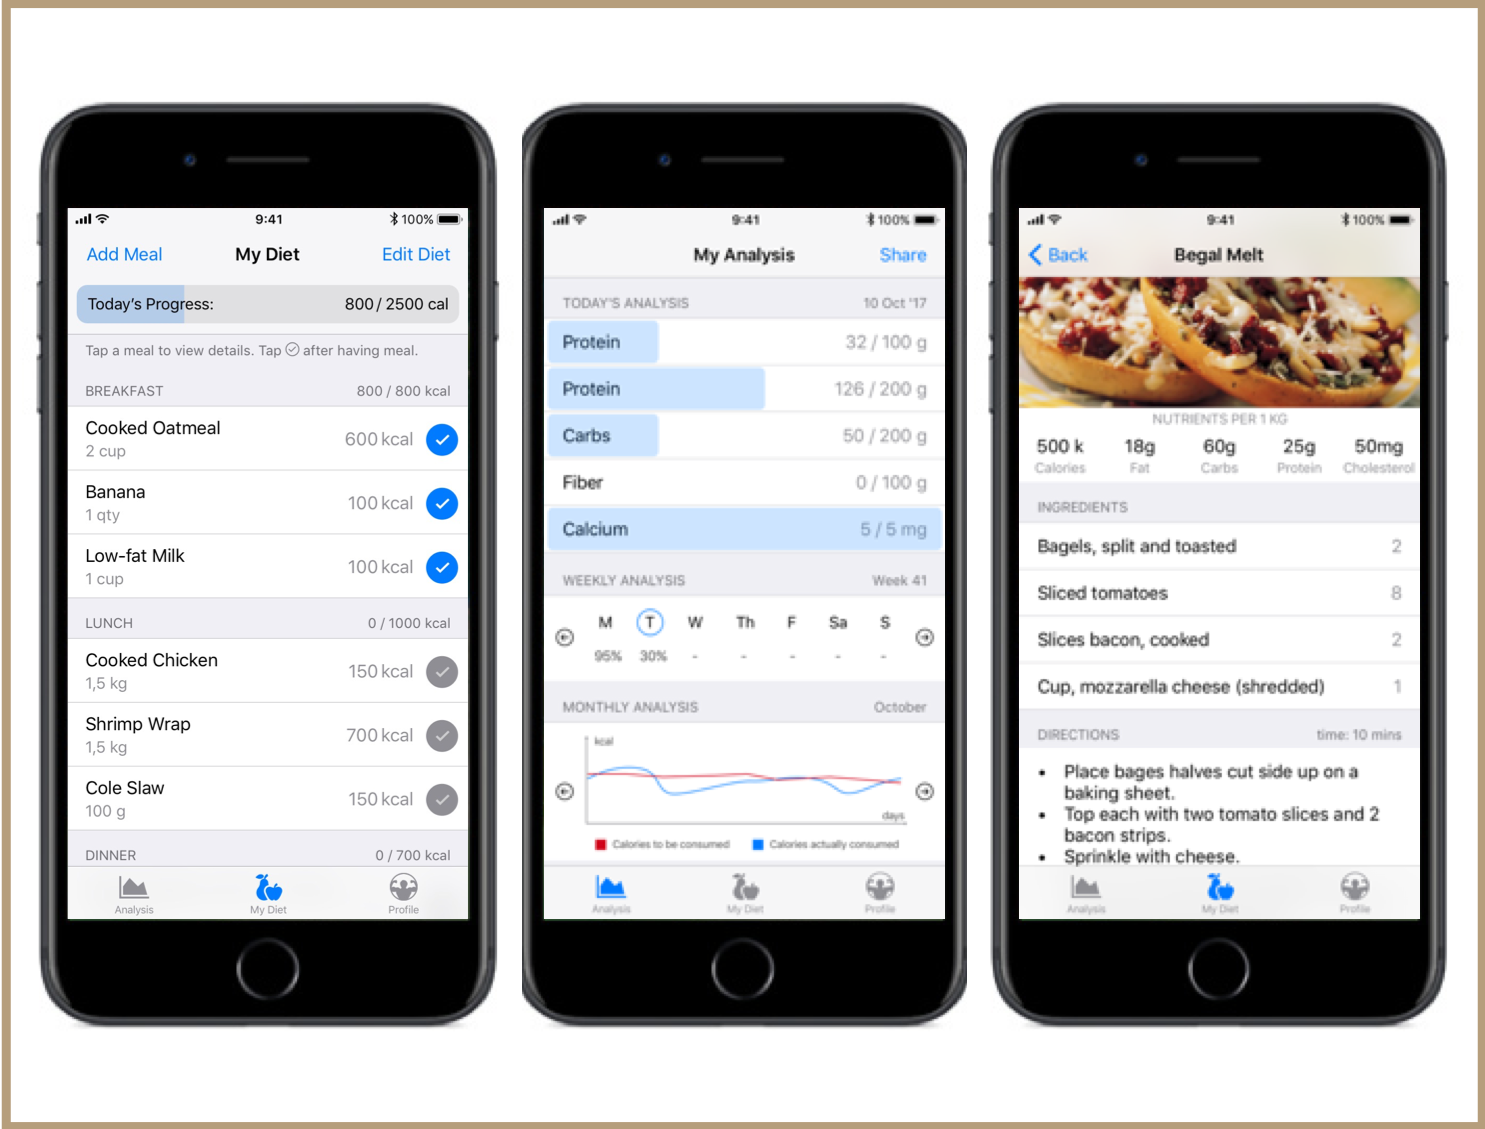 9:41
100%
Add Meal
My Diet
Edit Diet
Today's Progress:
800 / 2500 cal
Tap a meal to view details. Tap after having meal.
BREAKFAST
800 / 800 kcal
Cooked Oatmeal
2 cup
600 kcal
Banana
1 qty
100 kcal
Low-fat Milk
1 cup
100 kcal
LUNCH
0 / 1000 kcal
Cooked Chicken
1,5 kg
150 kcal
Shrimp Wrap
1,5 kg
700 kcal
Cole Slaw
100 g
150 kcal
DINNER
0 / 700 kcal
Analysis
My Diet
Profile
9:41
100%
My Analysis
Share
TODAY'S ANALYSIS
10 Oct '17
Protein
32 / 100 g
Protein
126 / 200 g
Carbs
50 / 200 g
Fiber
0 / 100 g
Calcium
5 / 5 mg
WEEKLY ANALYSIS
Week 41
M T W Th F Sa S
95% 30% - - - - -
MONTHLY ANALYSIS
October
kcal
days
Calories to be consumed
Calories actually consumed
Analysis
My Diet
Profile
9:41
100%
Back
Begal Melt
NUTRIENTS PER 1 KG
500 k 18g 60g 25g 50mg
Calories Fat Carbs Protein Cholesterol
INGREDIENTS
Bagels, split and toasted
2
Sliced tomatoes
8
Slices bacon, cooked
2
Cup, mozzarella cheese (shredded)
1
DIRECTIONS
time: 10 mins
• Place bages halves cut side up on a
baking sheet.
• Top each with two tomato slices and 2
bacon strips.
• Sprinkle with cheese.
Analysis
My Diet
Profile